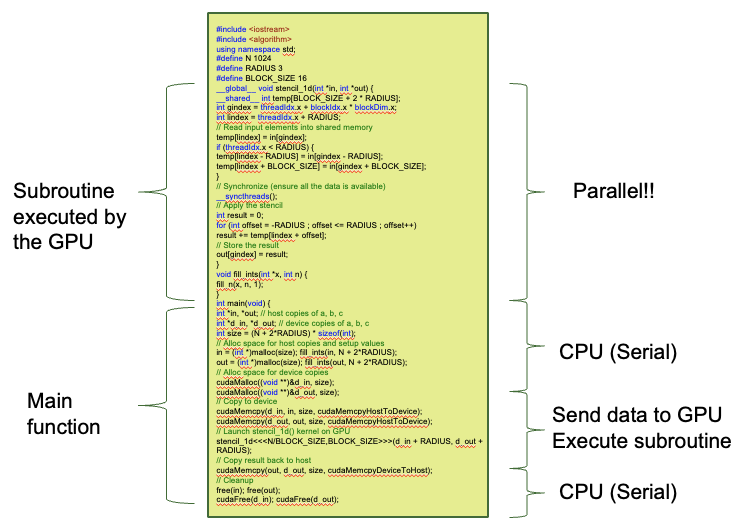 #include <iostream>
#include <algorithm>
using namespace std;
#define N 1024
#define RADIUS 3
#define BLOCK_SIZE 16
__global__ void stencil_1d(int *in, int *out) {
__shared__ int temp[BLOCK_SIZE + 2 * RADIUS];
int gindex = threadIdx.x + blockIdx.x * blockDim.x;
int lindex = threadIdx.x + RADIUS;
// Read input elements into shared memory
temp[lindex] = in[gindex];
if (threadIdx.x < RADIUS) {
temp[lindex - RADIUS] = in[gindex - RADIUS];
temp[lindex + BLOCK_SIZE] = in[gindex + BLOCK_SIZE];
}
// Synchronize (ensure all the data is available)
__syncthreads();
// Apply the stencil
int result = 0;
for (int offset = -RADIUS ; offset <= RADIUS ; offset++)
result += temp[lindex + offset];
// Store the result
out[gindex] = result;
}
void fill_ints(int *x, int n) {
fill_n(x, n, 1);
}
int main(void) {
int *in, *out; // host copies of a, b, c
int *d_in, *d_out; // device copies of a, b, c
int size = (N + 2*RADIUS) * sizeof(int);
// Alloc space for host copies and setup values
in = (int *)malloc(size); fill_ints(in, N + 2*RADIUS);
out = (int *)malloc(size); fill_ints(out, N + 2*RADIUS);
// Alloc space for device copies
cudaMalloc((void **)&d_in, size);
cudaMalloc((void **)&d_out, size);
// Copy to device
cudaMemcpy(d_in, in, size, cudaMemcpyHostToDevice);
cudaMemcpy(d_out, out, size, cudaMemcpyHostToDevice);
// Launch stencil_1d() kernel on GPU
stencil_1d<<<N/BLOCK_SIZE,BLOCK_SIZE>>>(d_in + RADIUS, d_out +
RADIUS);
// Copy result back to host
cudaMemcpy(out, d_out, size, cudaMemcpyDeviceToHost);
// Cleanup
free(in); free(out);
cudaFree(d_in); cudaFree(d_out);
Subroutine
executed by
the GPU
Main
function
Parallel!!
CPU (Serial)
Send data to GPU
Execute subroutine
CPU (Serial)